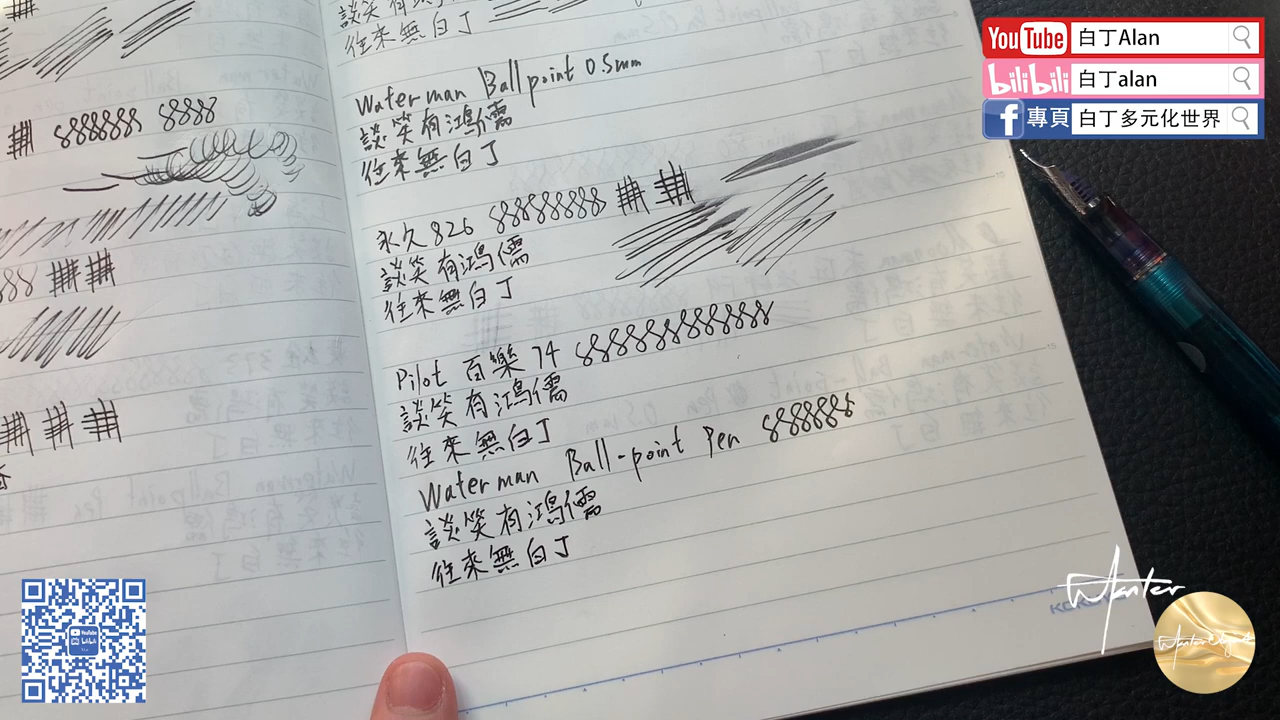 談笑有鴻儒
往來無白丁
Waterman Ballpoint 0.5mm
談笑有鴻儒
往來無白丁
永久 826
談笑有鴻儒
往來無白丁
Pilot 百樂 74
談笑有鴻儒
往來無白丁
Waterman Ball-point Pen
談笑有鴻儒
往來無白丁
YouTube 白丁Alan
bilibili 白丁alan
f 專頁 白丁多元化世界